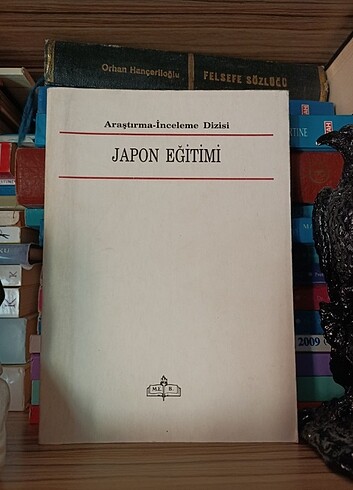 Orhan Hançerlioğlu
FELSEFE SÖZLÜĞÜ
Araştırma-İnceleme Dizisi
JAPON EĞİTİMİ
M.E. B.
2009